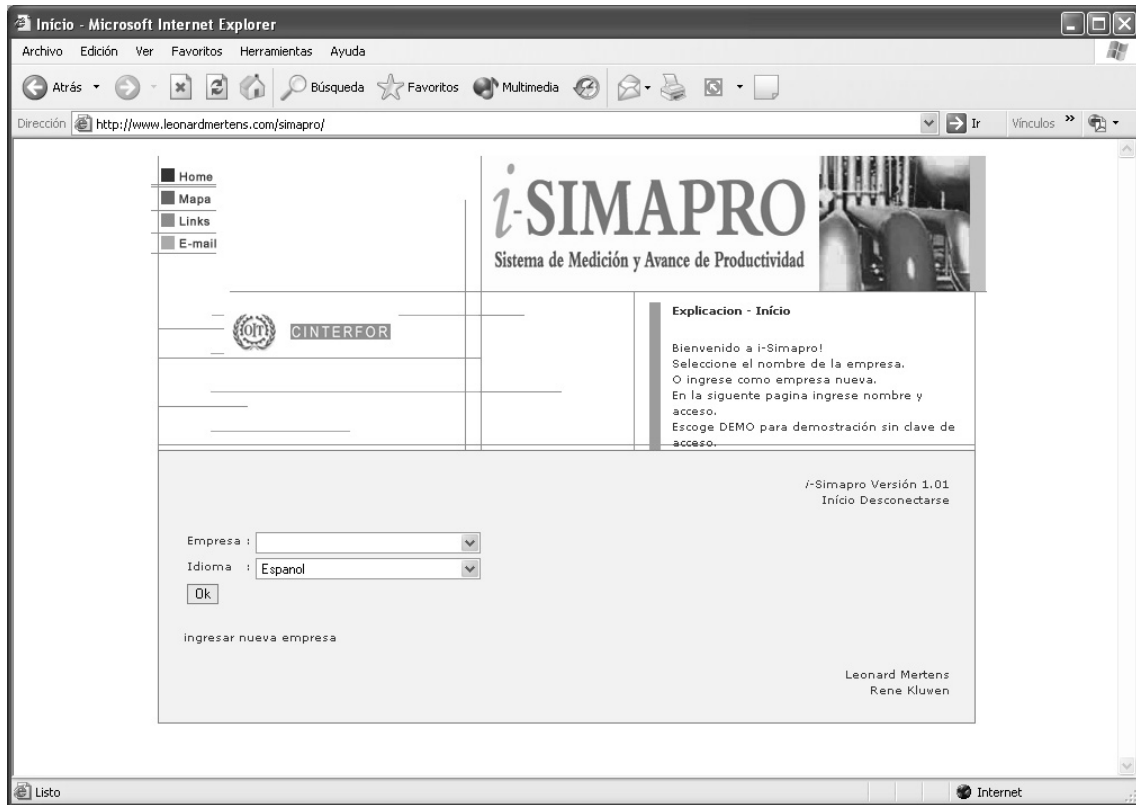 Início - Microsoft Internet Explorer
Archivo Edición Ver Favoritos Herramientas Ayuda
Atrás Búsqueda Favoritos Multimedia
Dirección http://www.leonardmertens.com/simapro/ Ir Vínculos »
Home
Mapa
Links
E-mail
i-SIMAPRO
Sistema de Medición y Avance de Productividad
OIT CINTERFOR
Explicacion - Início
Bienvenido a i-Simapro!
Seleccione el nombre de la empresa.
O ingrese como empresa nueva.
En la siguente pagina ingrese nombre y
acceso.
Escoge DEMO para demostración sin clave de
acceso.
i-Simapro Versión 1.01
Início Desconectarse
Empresa :
Idioma : Espanol
Ok
ingresar nueva empresa
Leonard Mertens
Rene Kluwen
Listo Internet